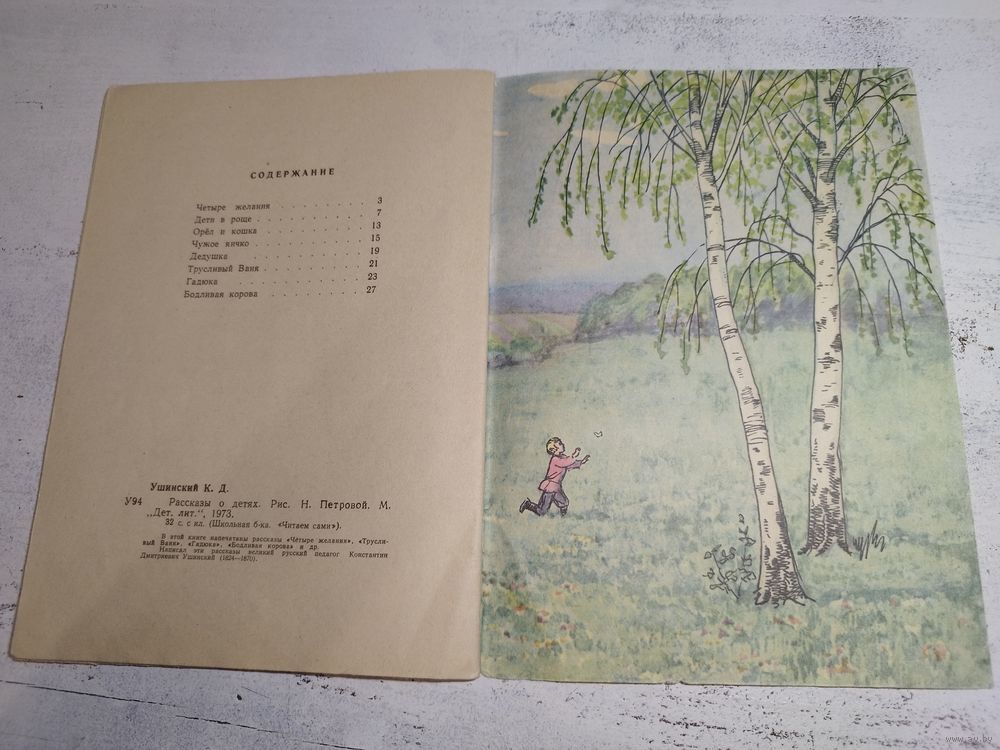 СОДЕРЖАНИЕ
Четыре желания . . . . . . . . . 3
Дети в роще . . . . . . . . . . 7
Орёл и кошка . . . . . . . . . 13
Чужое яичко . . . . . . . . . 15
Дедушка . . . . . . . . . . 19
Трусливый Ваня . . . . . . . . 21
Гадюка . . . . . . . . . . 23
Бодливая корова . . . . . . . . 27
Ушинский К. Д.
У94 Рассказы о детях. Рис. Н. Петровой. М.
„Дет. лит.“, 1973.
32 с. с ил. (Школьная б-ка. «Читаем сами»).
В этой книге напечатаны рассказы «Четыре желания», «Трусли-
вый Ваня», «Гадюка», «Бодливая корова» и др.
Написал эти рассказы великий русский педагог Константин
Дмитриевич Ушинский (1824—1870).
www.ay.by